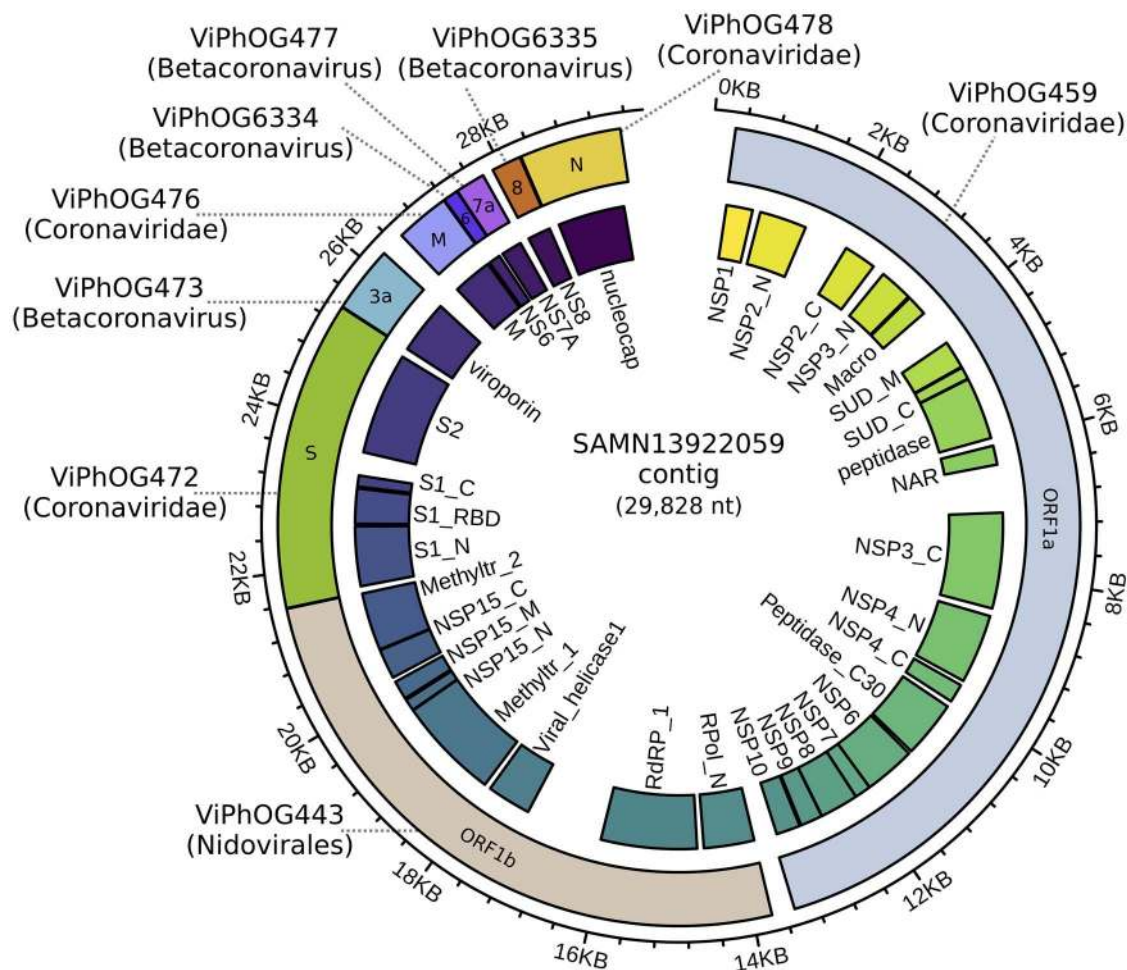 ViPhOG477
(Betacoronavirus)
ViPhOG6335
(Betacoronavirus)
ViPhOG478
(Coronaviridae)
ViPhOG459
(Coronaviridae)
ViPhOG6334
(Betacoronavirus)
ViPhOG476
(Coronaviridae)
ViPhOG473
(Betacoronavirus)
ViPhOG472
(Coronaviridae)
ViPhOG443
(Nidovirales)
0KB
2KB
4KB
6KB
8KB
10KB
12KB
14KB
16KB
18KB
20KB
22KB
24KB
26KB
28KB
ORF1a
ORF1b
S
3a
M
6
7a
8
N
NSP1
NSP2_N
NSP2_C
NSP3_N
Macro
SUD_M
SUD_C
peptidase
NAR
NSP3_C
NSP4_N
NSP4_C
Peptidase_C30
NSP6
NSP7
NSP8
NSP9
NSP10
RPol_N
RdRP_1
Viral_helicase1
Methyltr_1
NSP15_N
NSP15_M
NSP15_C
Methyltr_2
S1_N
S1_RBD
S1_C
S2
viroporin
M
NS6
NS7A
NS8
nucleocap
SAMN13922059
contig
(29,828 nt)